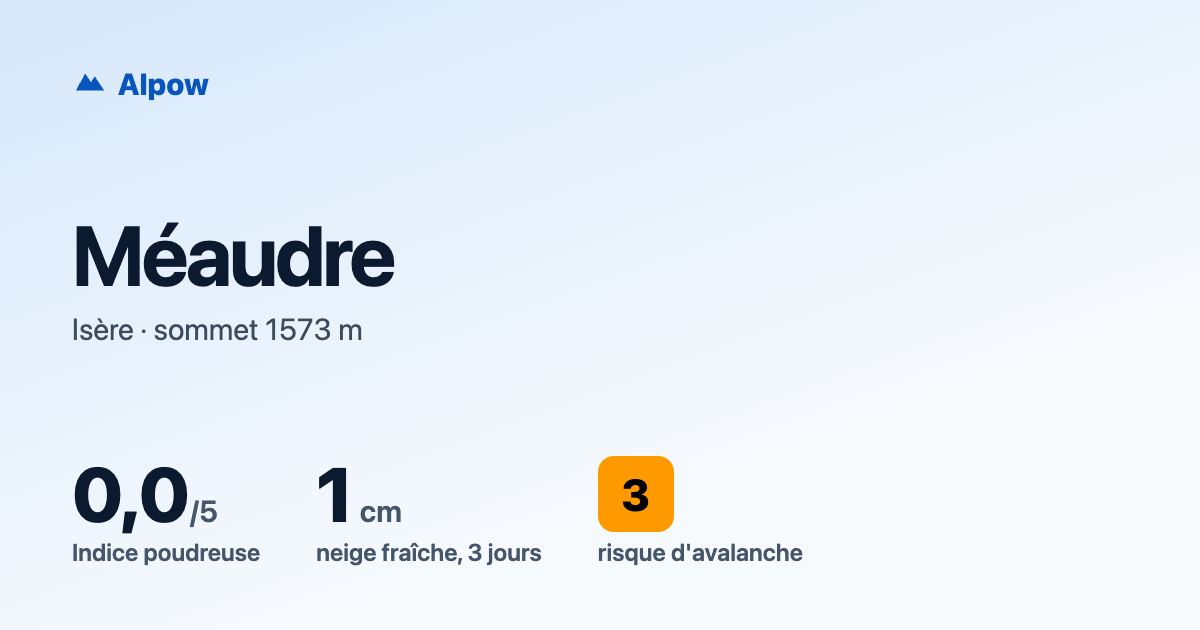 Alpow
Méaudre
Isère · sommet 1573 m
0,0/5
Indice poudreuse
1 cm
neige fraîche, 3 jours
3
risque d'avalanche